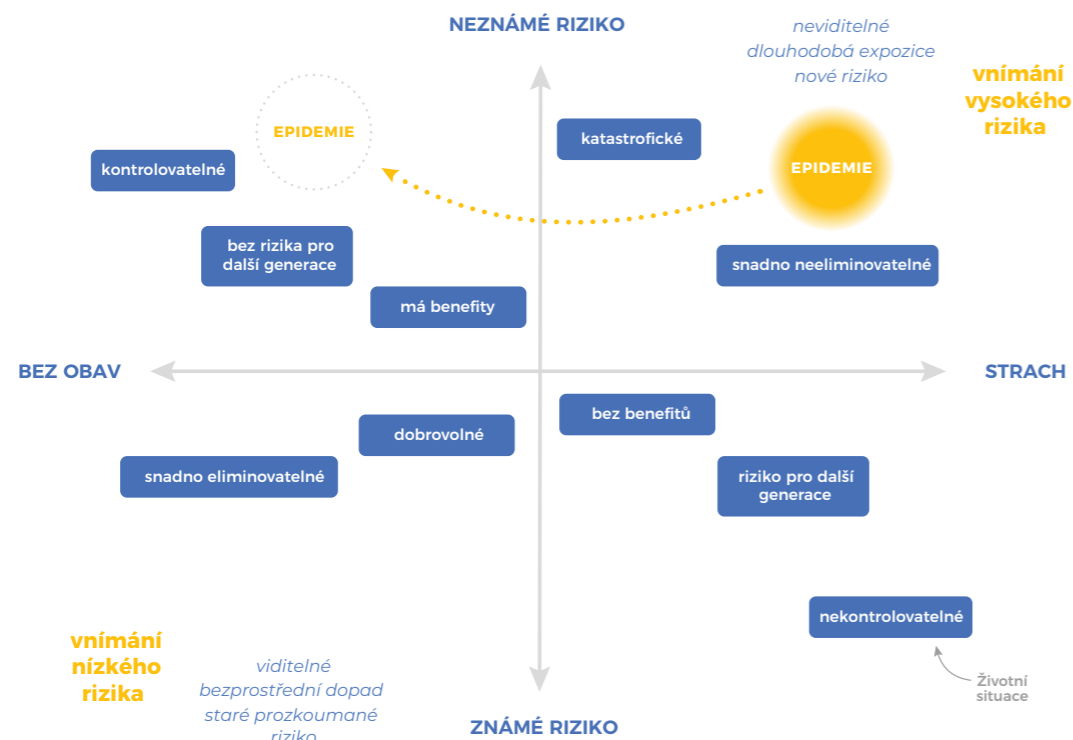 NEZNÁMÉ RIZIKO
neviditelné
dlouhodobá expozice
nové riziko
vnímání
vysokého
rizika
EPIDEMIE
katastrofické
EPIDEMIE
kontrolovatelné
bez rizika pro
další generace
snadno neeliminovatelné
má benefity
BEZ OBAV
STRACH
bez benefitů
dobrovolné
snadno eliminovatelné
riziko pro další
generace
nekontrolovatelné
Životní
situace
vnímání
nízkého
rizika
viditelné
bezprostřední dopad
staré prozkoumané
riziko
ZNÁMÉ RIZIKO